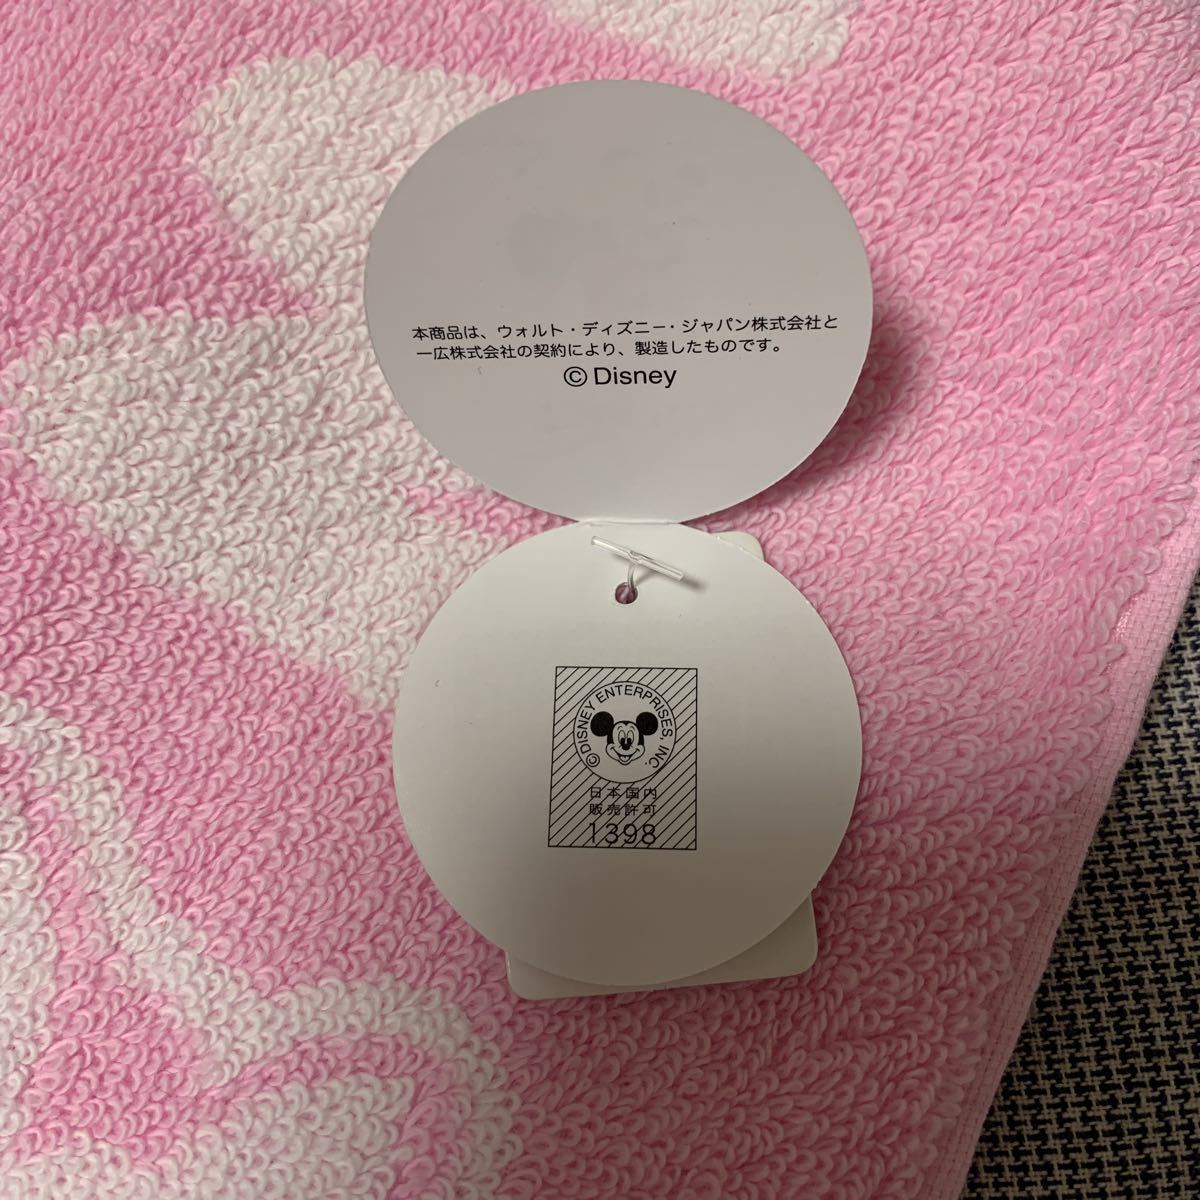 本商品は、ウォルト・ディズニー・ジャパン株式会社と
一広株式会社の契約により、製造したものです。
© Disney
© DISNEY ENTERPRISES, INC.
日本国内
販売許可
1398